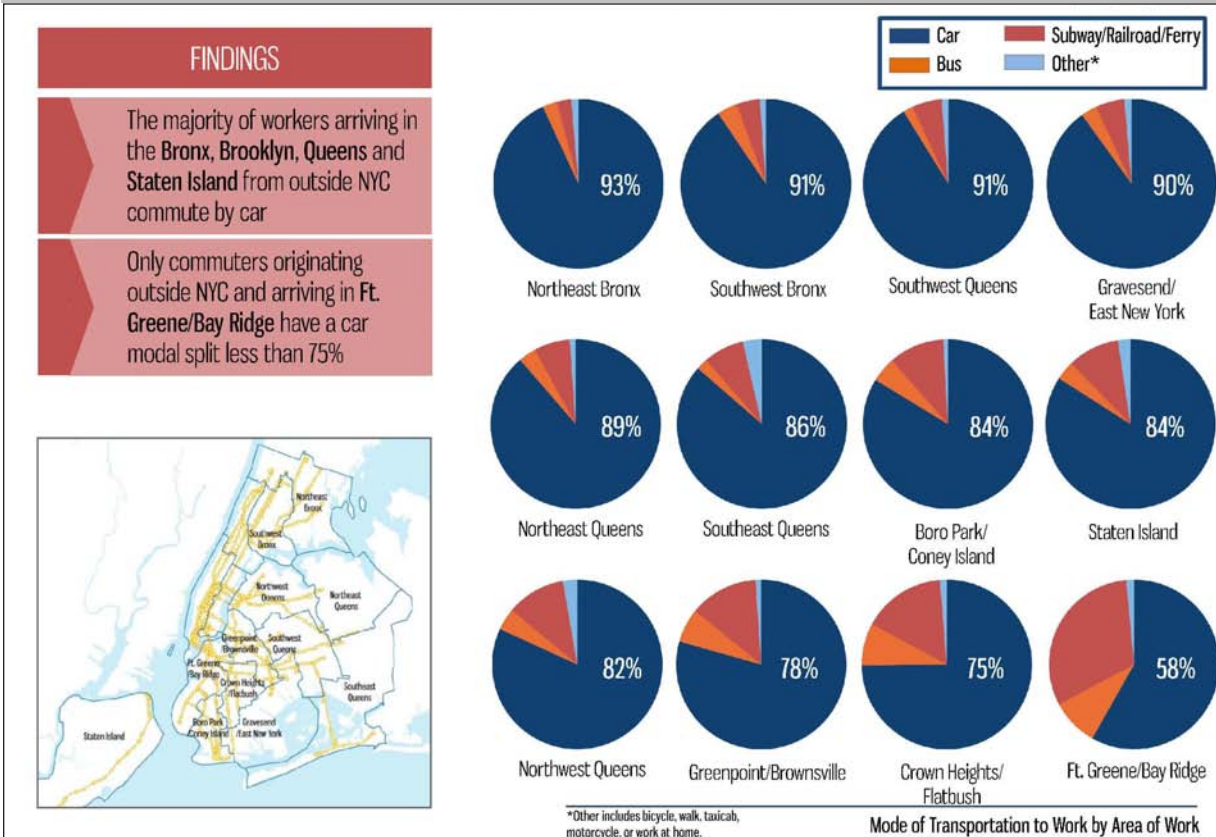 FINDINGS
The majority of workers arriving in
the Bronx, Brooklyn, Queens and
Staten Island from outside NYC
commute by car
Only commuters originating
outside NYC and arriving in Ft.
Greene/Bay Ridge have a car
modal split less than 75%
Car
Subway/Railroad/Ferry
Bus
Other*
93%
91%
91%
90%
Northeast Bronx
Southwest Bronx
Southwest Queens
Gravesend/
East New York
89%
86%
84%
84%
Northeast Queens
Southeast Queens
Boro Park/
Coney Island
Staten Island
82%
78%
75%
58%
Northwest Queens
Greenpoint/Brownsville
Crown Heights/
Flatbush
Ft. Greene/Bay Ridge
Northeast
Bronx
Southwest
Bronx
Northwest
Queens
Northeast
Queens
Greenpoint
/Brownsville
Southwest
Queens
Ft. Greene
/Bay Ridge
Crown Heights
/Flatbush
Southeast
Queens
Boro Park
/Coney Island
Gravesend
/East New York
Staten Island
*Other includes bicycle, walk, taxicab,
motorcycle, or work at home.
Mode of Transportation to Work by Area of Work